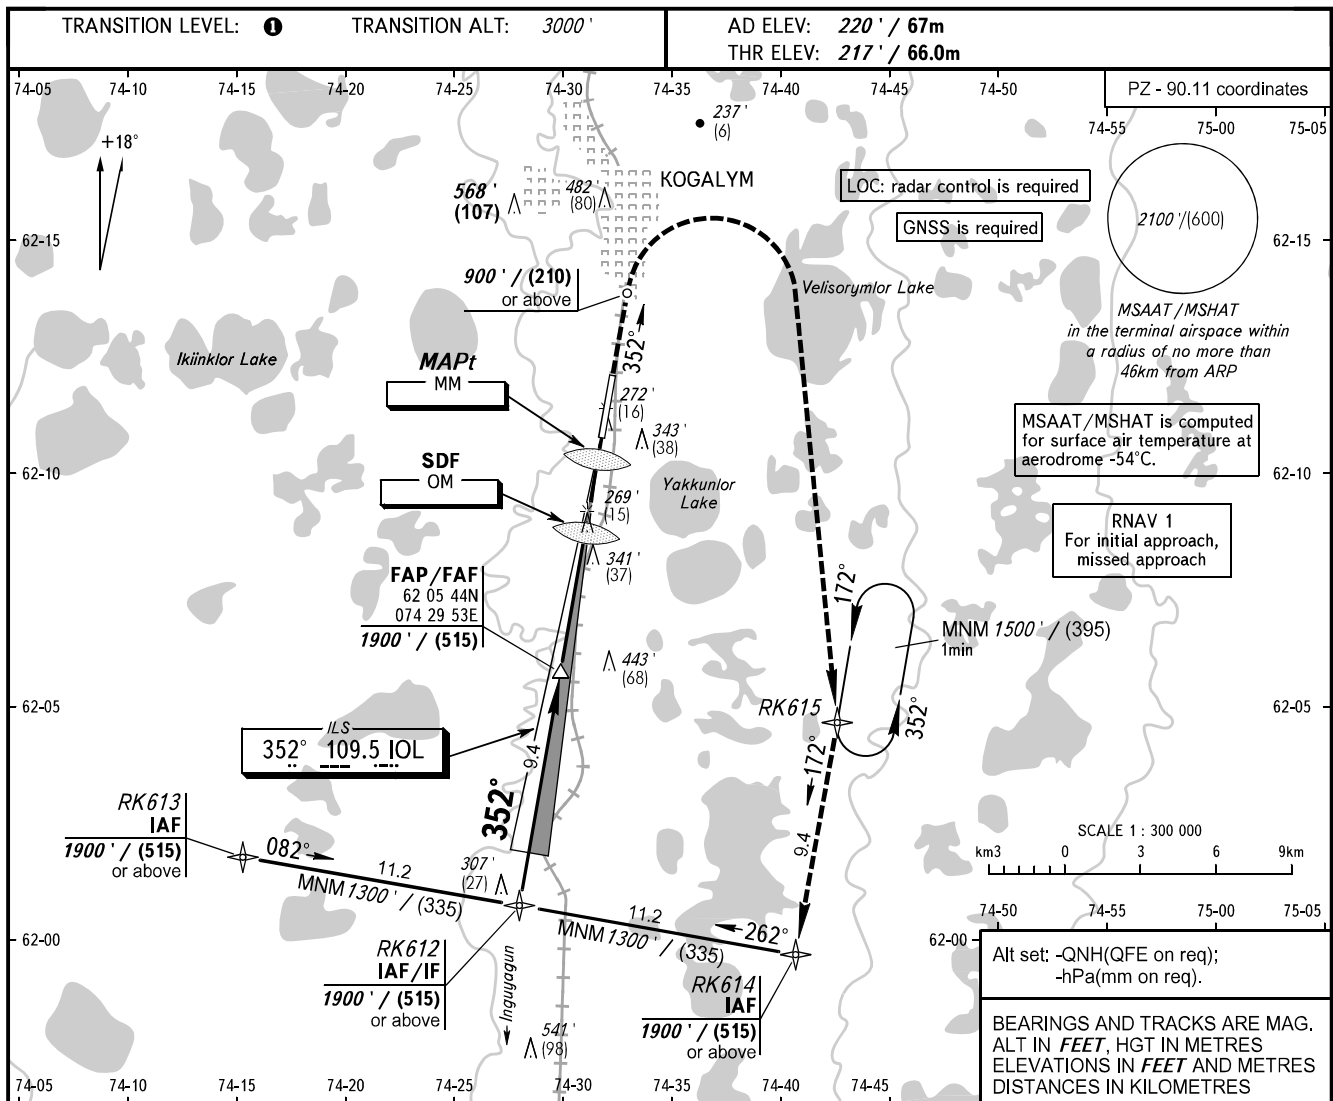 TRANSITION LEVEL: ❶ TRANSITION ALT: 3000'
AD ELEV: 220' / 67m
THR ELEV: 217' / 66.0m
74-05 74-10 74-15 74-20 74-25 74-30 74-35 74-40 74-45 74-50
PZ - 90.11 coordinates
74-55 75-00 75-05
+18°
237'
(6)
KOGALYM
568'
(107)
482
(80)
LOC: radar control is required
GNSS is required
2100'/(600)
62-15
62-15
900' / (210)
or above
Velisorymlor Lake
MSAAT/MSHAT
in the terminal airspace within
a radius of no more than
46km from ARP
352°
Ikiinklor Lake
MAPt
MM
272'
(16)
343'
(38)
MSAAT/MSHAT is computed
for surface air temperature at
aerodrome -54°C.
SDF
OM
62-10
62-10
269'
(15)
Yakkunlor
Lake
RNAV 1
For initial approach,
missed approach
341'
(37)
FAP/FAF
62 05 44N
074 29 53E
1900' / (515)
172°
MNM 1500' / (395)
1min
443'
(68)
RK615
352°
62-05
62-05
ILS
352° 109.5 IOL
9.4
172°
352°
RK613
IAF
1900' / (515)
or above
082°
11.2
MNM 1300' / (335)
307'
(27)
9.4
SCALE 1 : 300 000
km3 0 3 6 9km
11.2
MNM 1300' / (335)
262°
74-50 74-55 75-00 75-05
62-00
62-00
RK612
IAF/IF
1900' / (515)
or above
Inguyagun
RK614
IAF
1900' / (515)
or above
541'
(98)
Alt set: -QNH(QFE on req);
-hPa(mm on req).
BEARINGS AND TRACKS ARE MAG.
ALT IN FEET, HGT IN METRES
ELEVATIONS IN FEET AND METRES
DISTANCES IN KILOMETRES
74-05 74-10 74-15 74-20 74-25 74-30 74-35 74-40 74-45